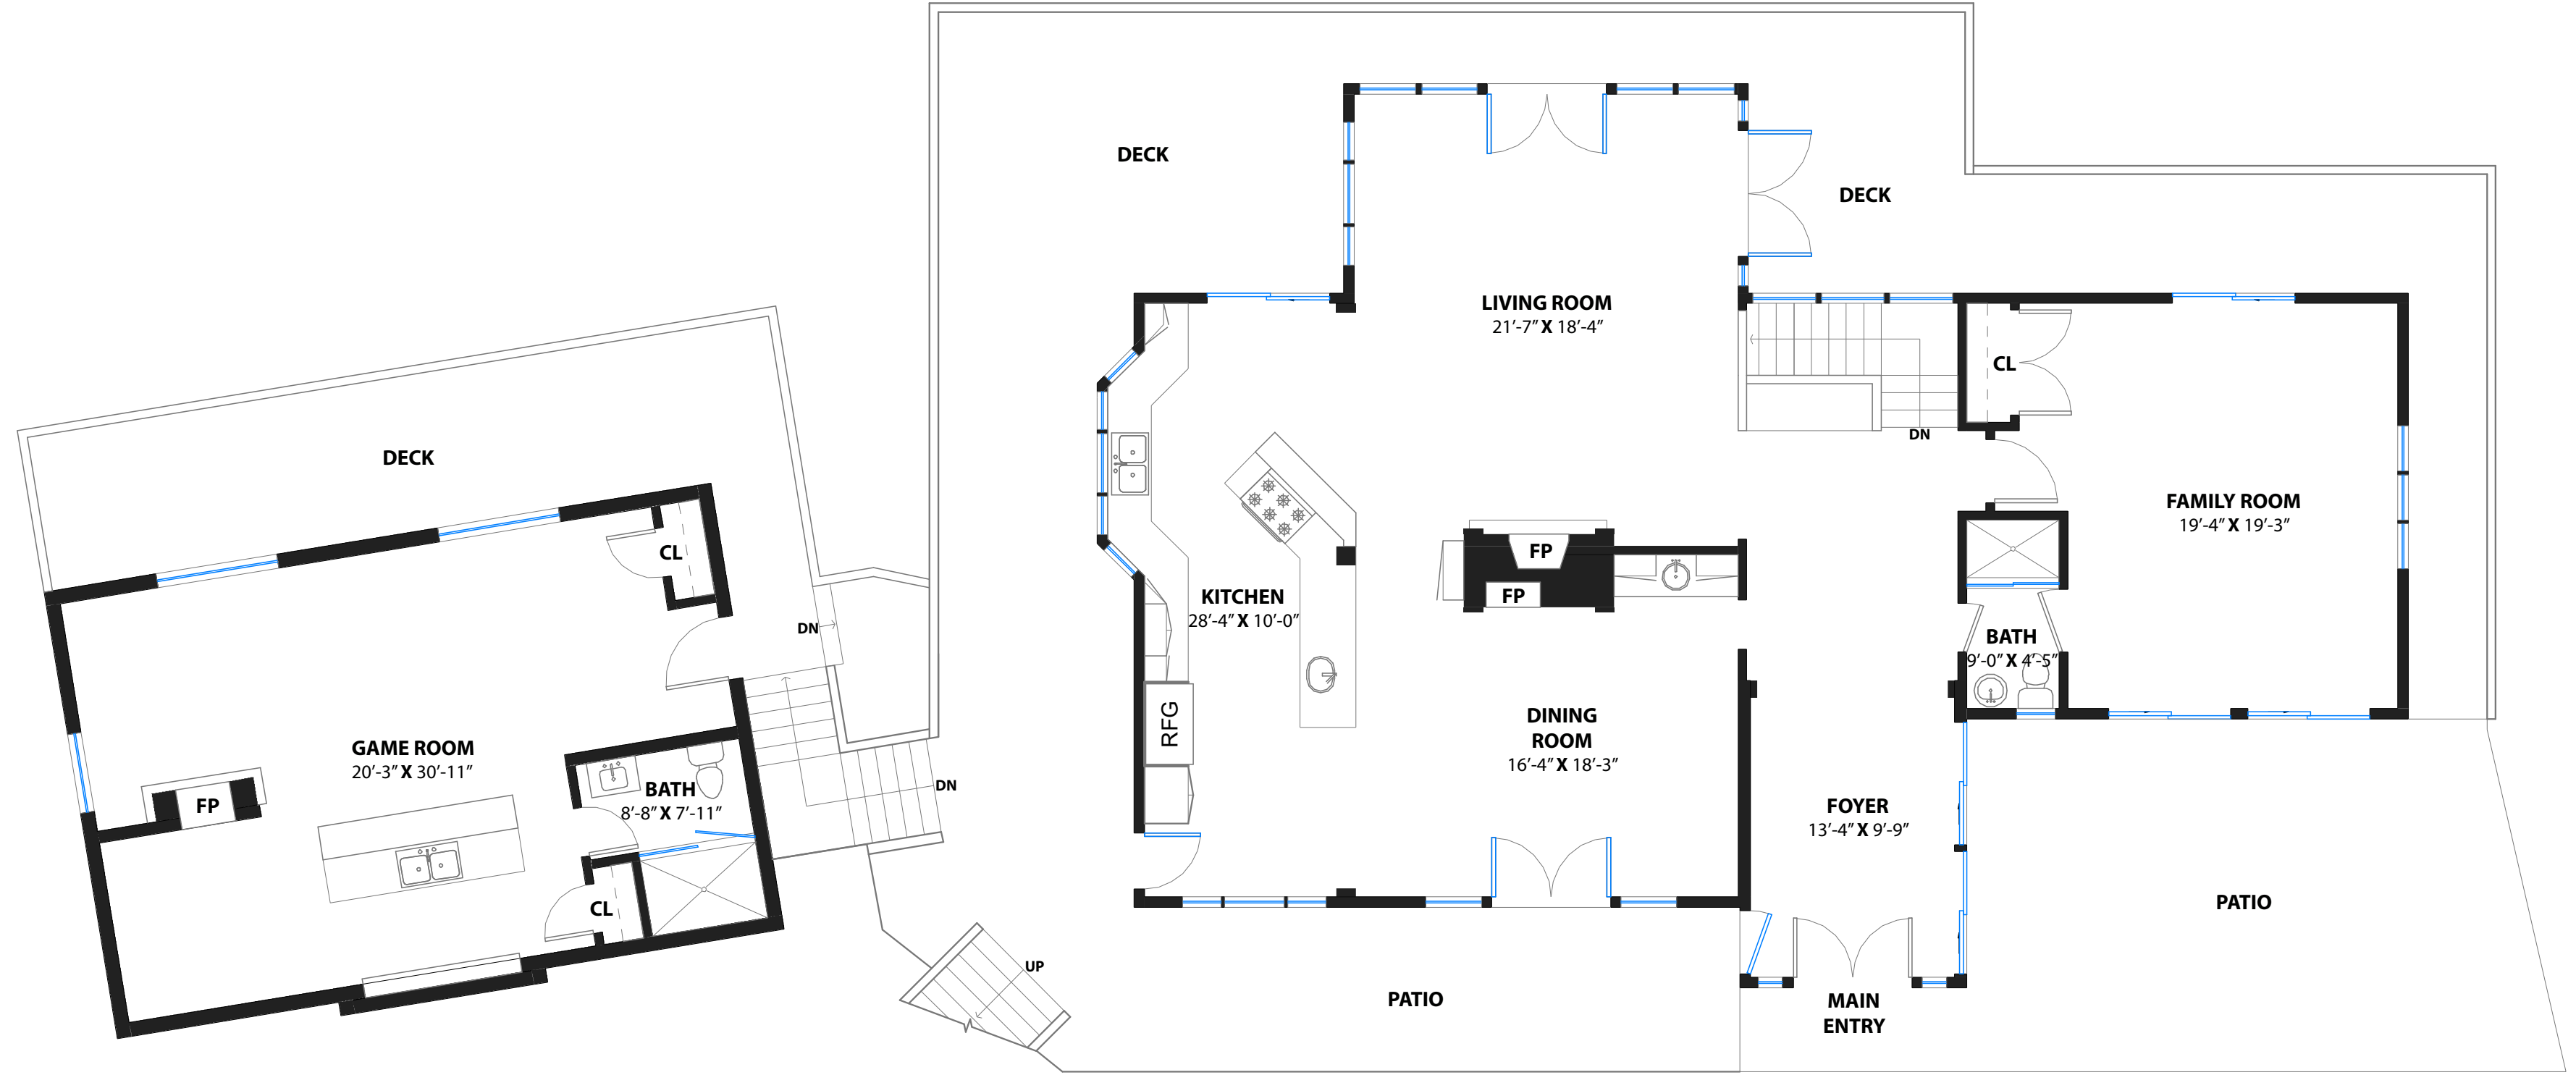 DECK
DECK
LIVING ROOM
21’-7” X 18’-4”
CL
DN
FAMILY ROOM
19’-4” X 19’-3”
DECK
CL
FP
FP
KITCHEN
28’-4” X 10’-0”
DN
BATH
9’-0” X 4’-5”
RFG
DINING
ROOM
16’-4” X 18’-3”
GAME ROOM
20’-3” X 30’-11”
FP
BATH
8’-8” X 7’-11”
DN
FOYER
13’-4” X 9’-9”
CL
PATIO
UP
PATIO
MAIN
ENTRY